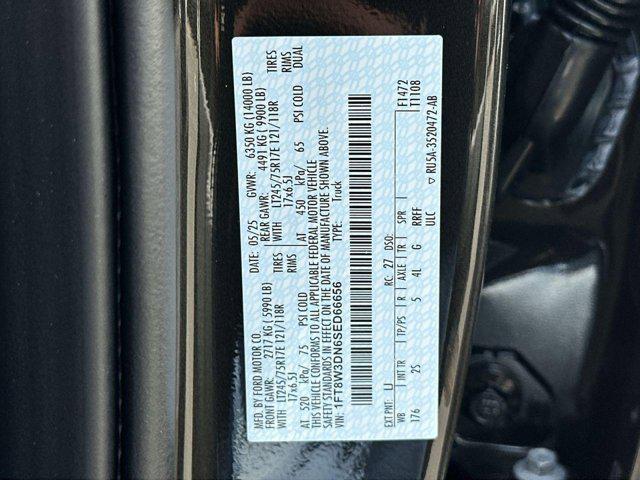 MFD. BY FORD MOTOR CO.
DATE: 05/25 GVWR: 6350 KG (14000 LB)
FRONT GAWR: 2717 KG (5990 LB) REAR GAWR: 4491 KG (9900 LB)
WITH LT245/75R17E 121/118R TIRES WITH LT245/75R17E 121/118R TIRES
17x6.5J RIMS 17x6.5J RIMS
AT 520 kPa/ 75 PSI COLD AT 450 kPa/ 65 PSI COLD DUAL
THIS VEHICLE CONFORMS TO ALL APPLICABLE FEDERAL MOTOR VEHICLE
SAFETY STANDARDS IN EFFECT ON THE DATE OF MANUFACTURE SHOWN ABOVE.
VIN: 1FT8W3DN6SED66656 TYPE: Truck
EXT PNT: RC: 27 DSO: F1472
WB INT TR TP/PS R AXLE TR SPR T1108
176 2S 5 4L G RRFF
ULC ▽ RU5A-3520472-AB